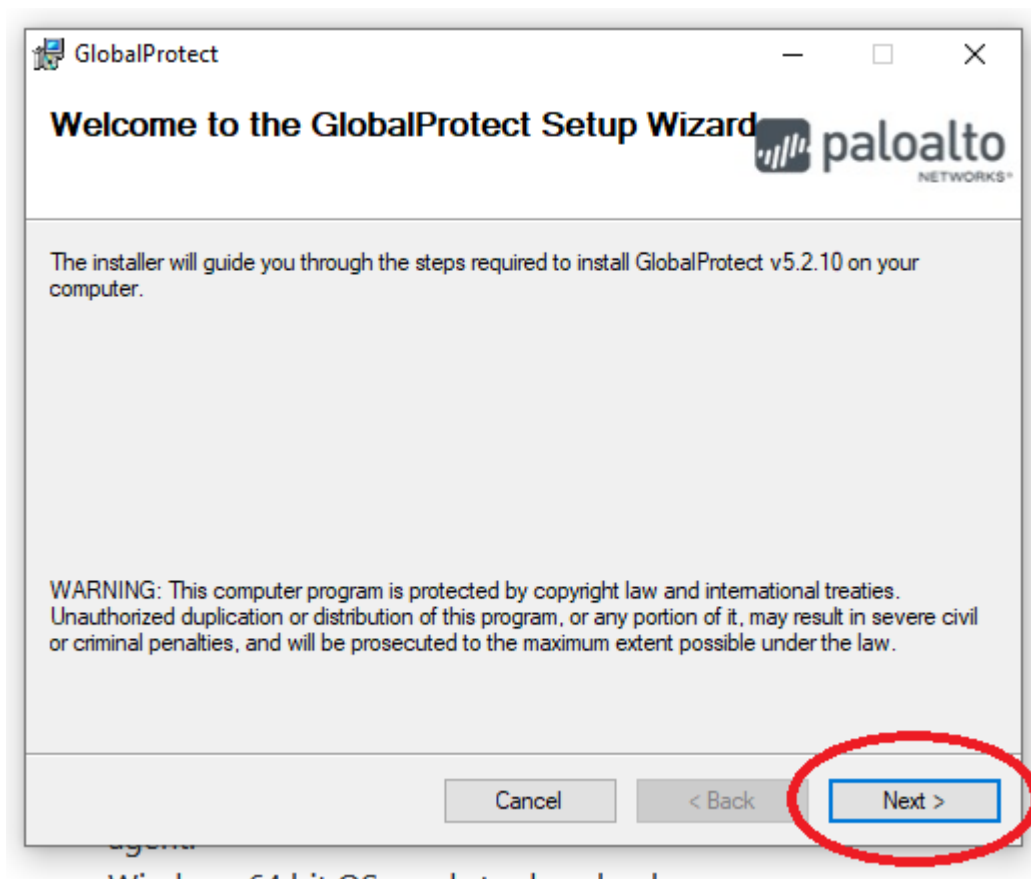 GlobalProtect
Welcome to the GlobalProtect Setup Wizard
paloalto
NETWORKS®
The installer will guide you through the steps required to install GlobalProtect v5.2.10 on your
computer.
WARNING: This computer program is protected by copyright law and international treaties.
Unauthorized duplication or distribution of this program, or any portion of it, may result in severe civil
or criminal penalties, and will be prosecuted to the maximum extent possible under the law.
Cancel
< Back
Next >
agent.